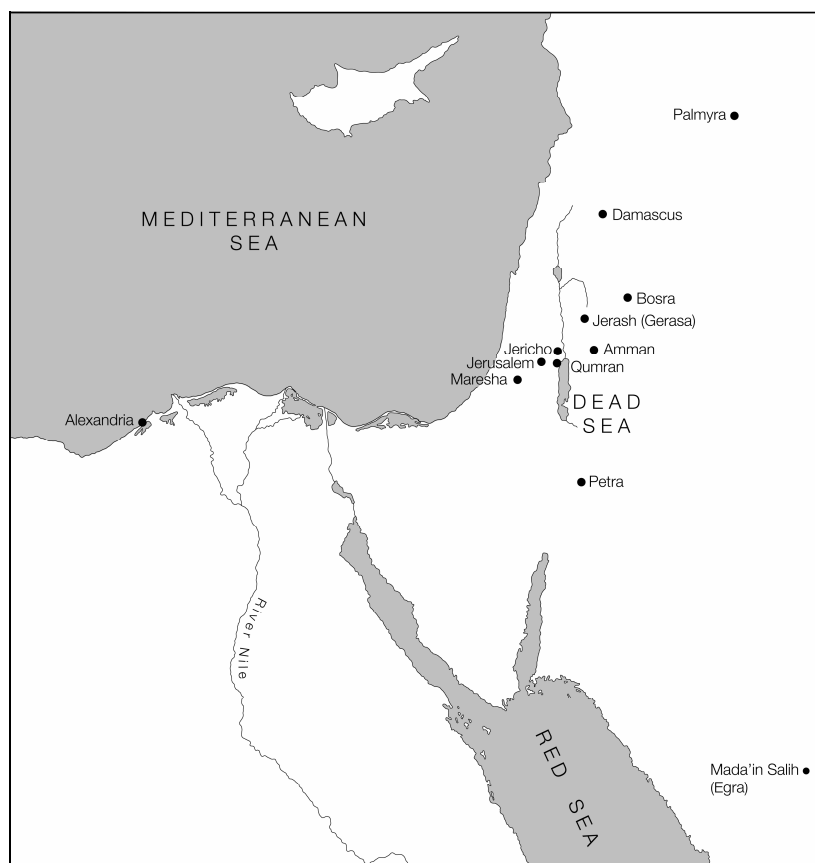 Palmyra
MEDITERRANEAN
SEA
Damascus
Bosra
Jerash (Gerasa)
Jericho
Amman
Jerusalem
Qumran
Maresha
DEAD
SEA
Alexandria
Petra
River Nile
RED SEA
Mada'in Salih
(Egra)